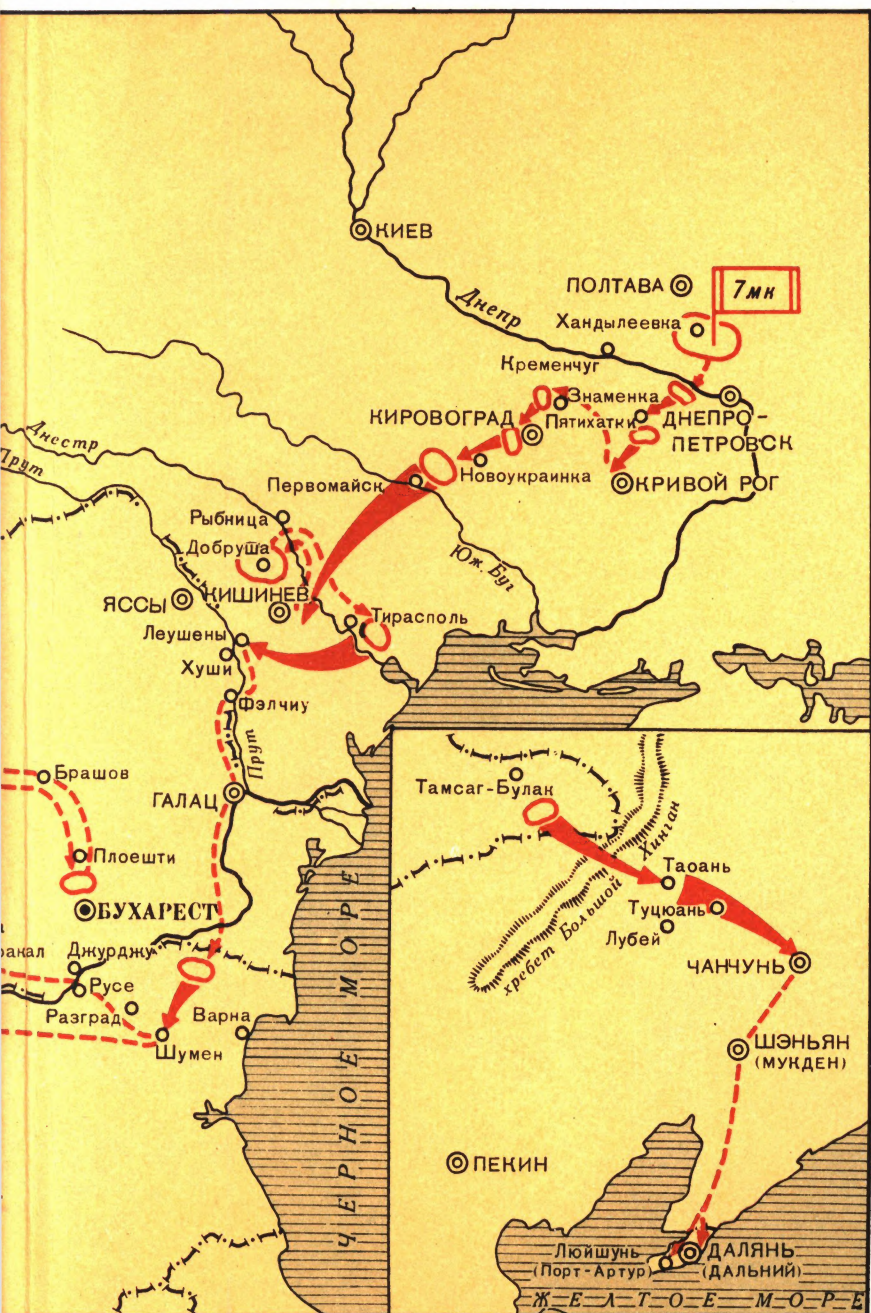 КИЕВ
Днепр
ПОЛТАВА
7мк
Хандылеевка
Кременчуг
Знаменка
КИРОВОГРАД
Пятихатки
ДНЕПРО-
ПЕТРОВСК
Днестр
Прут
Новоукраинка
КРИВОЙ РОГ
Первомайск
Рыбница
Добруша
Юж. Буг
КИШИНЕВ
ЯССЫ
Тирасполь
Леушены
Хуши
Фэлчиу
Прут
Брашов
ГАЛАЦ
Плоешти
БУХАРЕСТ
Джурджу
Русе
Разград
Варна
Шумен
ЧЕРНОЕ МОРЕ
Тамсаг-Булак
хребет Большой Хинган
Таоань
Туцюань
Лубей
ЧАНЧУНЬ
ШЭНЬЯН
(МУКДЕН)
ПЕКИН
Люйшунь
(Порт-Артур)
ДАЛЯНЬ
(ДАЛЬНИЙ)
ЖЕЛТОЕ МОРЕ